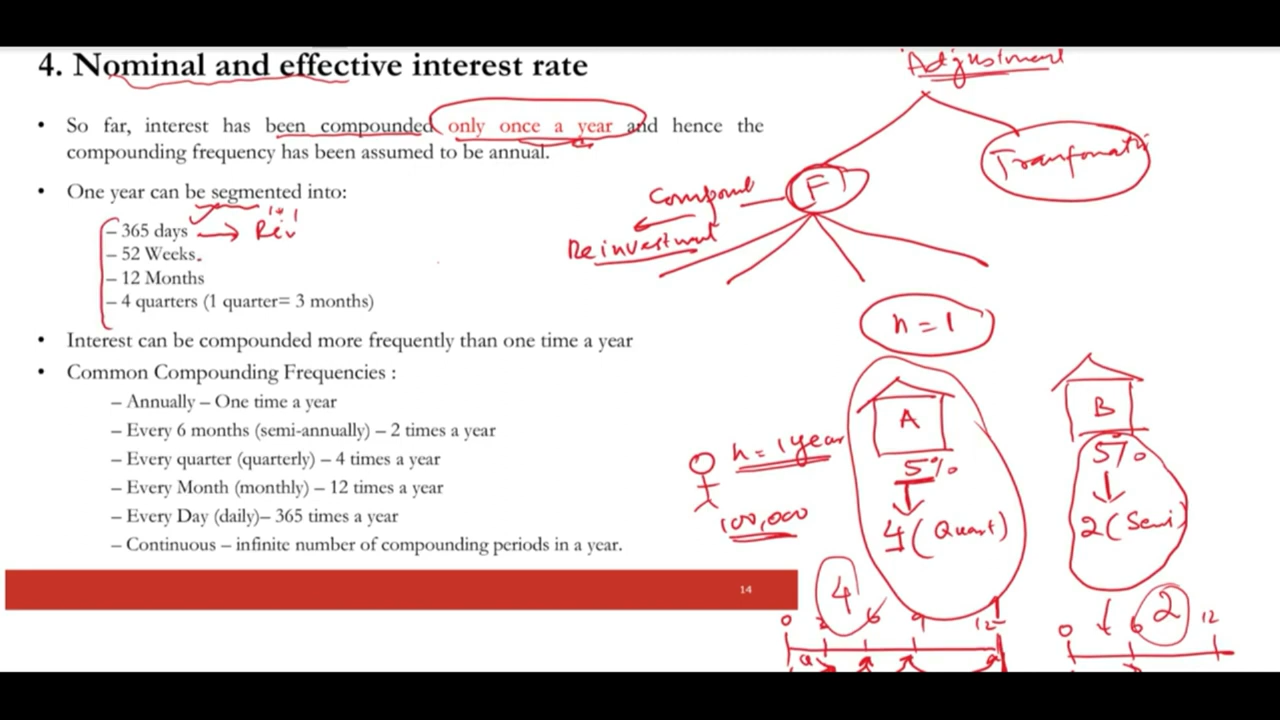 4. Nominal and effective interest rate
• So far, interest has been compounded only once a year and hence the
compounding frequency has been assumed to be annual.
• One year can be segmented into:
– 365 days → Rev
– 52 Weeks.
– 12 Months
– 4 quarters (1 quarter= 3 months)
• Interest can be compounded more frequently than one time a year
• Common Compounding Frequencies :
– Annually – One time a year
– Every 6 months (semi-annually) – 2 times a year
– Every quarter (quarterly) – 4 times a year
– Every Month (monthly) – 12 times a year
– Every Day (daily)– 365 times a year
– Continuous – infinite number of compounding periods in a year.
14
Adjustment
F
Compound
Reinvestment
n = 1
A
B
n = 1 year
5%
5%
100,000
4 (Quart)
2 (Semi)
4
2
0
6
9
12
0
6
12